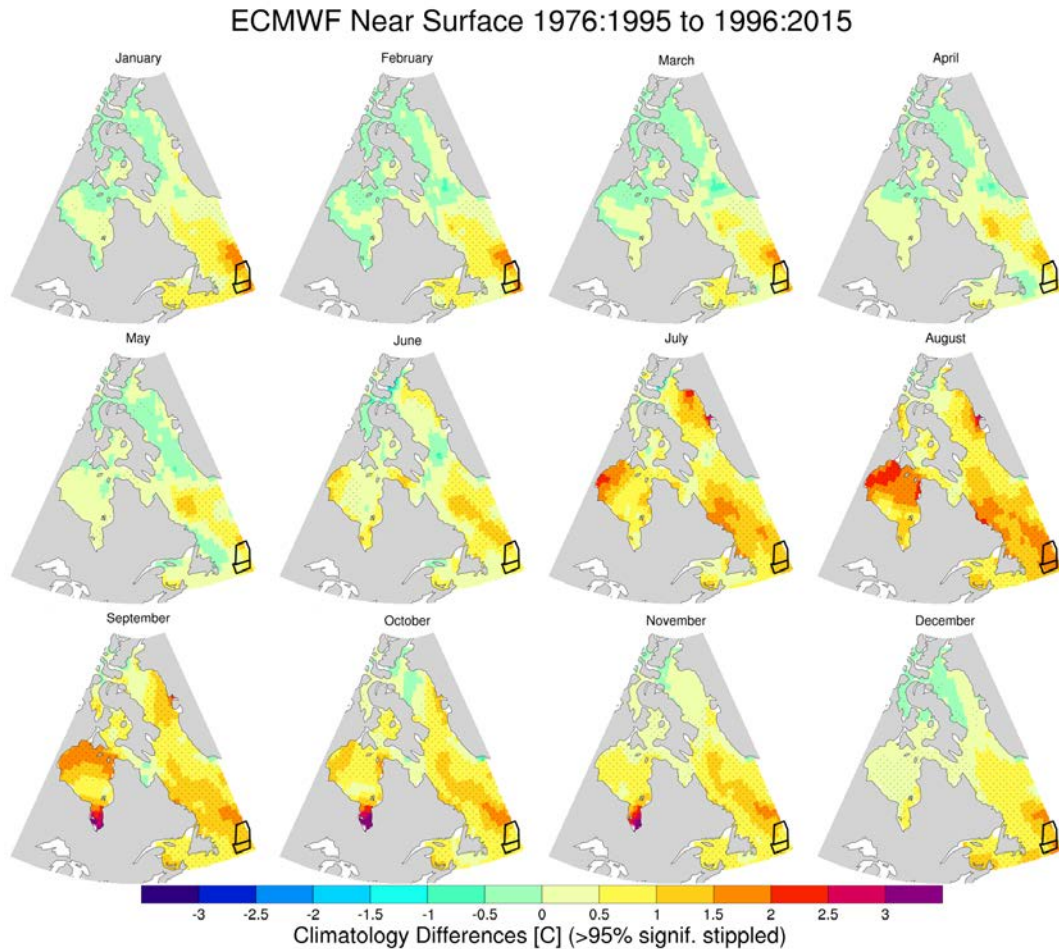 ECMWF Near Surface 1976:1995 to 1996:2015
January
February
March
April
May
June
July
August
September
October
November
December
-3 -2.5 -2 -1.5 -1 -0.5 0 0.5 1 1.5 2 2.5 3
Climatology Differences [C] (>95% signif. stippled)